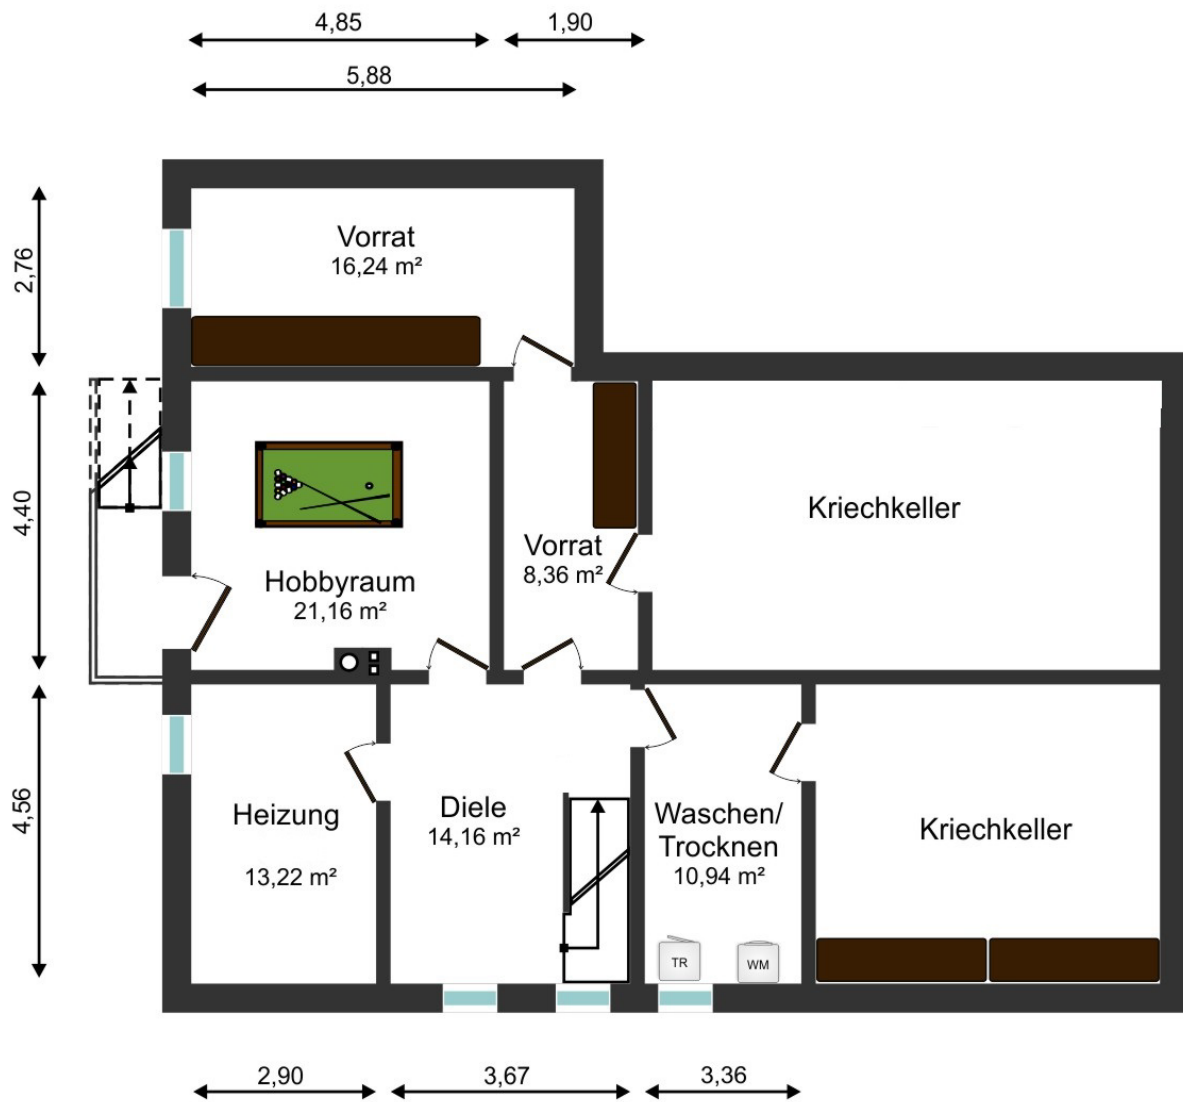 4,85
1,90
5,88
2,76
Vorrat
16,24 m²
4,40
Kriechkeller
Vorrat
8,36 m²
Hobbyraum
21,16 m²
4,56
Heizung
13,22 m²
Diele
14,16 m²
Waschen/
Trocknen
10,94 m²
Kriechkeller
TR
WM
2,90
3,67
3,36